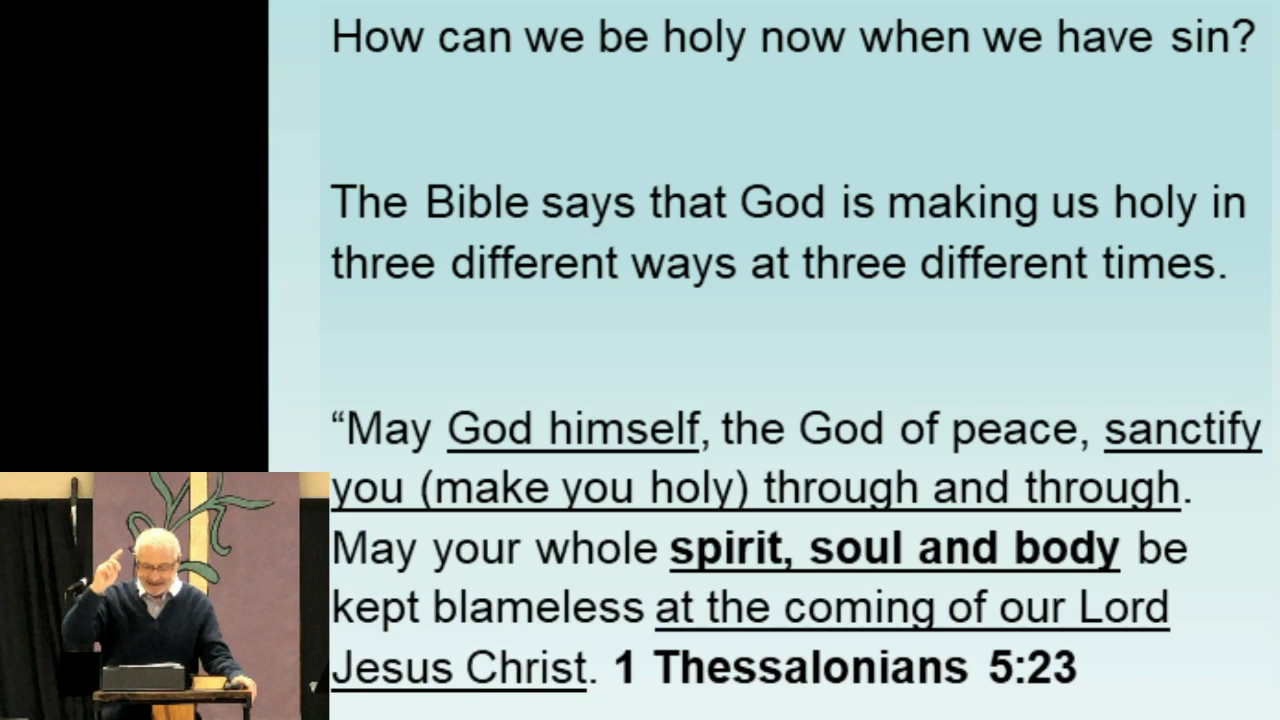 How can we be holy now when we have sin?
The Bible says that God is making us holy in
three different ways at three different times.
“May God himself, the God of peace, sanctify
you (make you holy) through and through.
May your whole spirit, soul and body be
kept blameless at the coming of our Lord
Jesus Christ. 1 Thessalonians 5:23